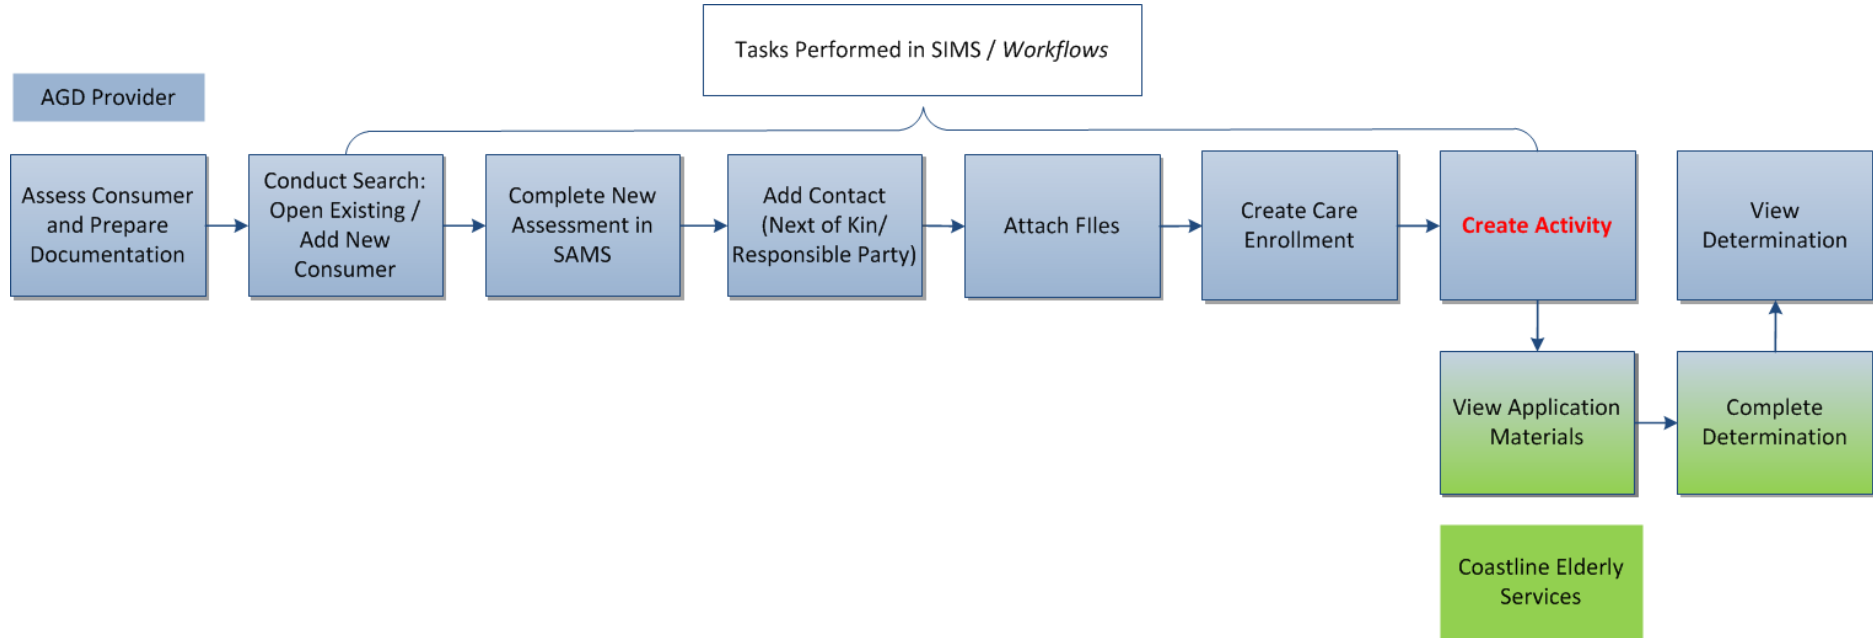 Tasks Performed in SIMS / Workflows
AGD Provider
Assess Consumer
and Prepare
Documentation
Conduct Search:
Open Existing /
Add New
Consumer
Complete New
Assessment in
SAMS
Add Contact
(Next of Kin/
Responsible Party)
Attach FIles
Create Care
Enrollment
Create Activity
View
Determination
View Application
Materials
Complete
Determination
Coastline Elderly
Services